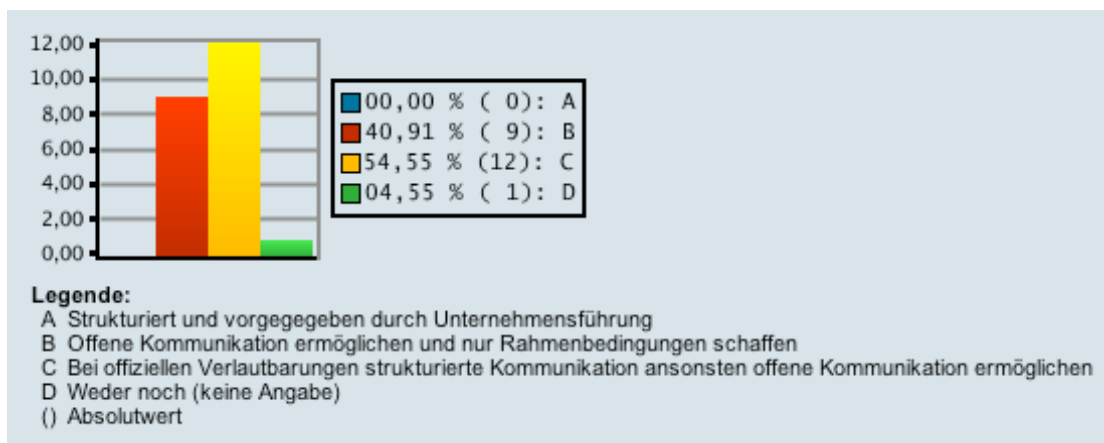 12,00
10,00
8,00
6,00
4,00
2,00
0,00
00,00 % ( 0): A
40,91 % ( 9): B
54,55 % (12): C
04,55 % ( 1): D
Legende:
A Strukturiert und vorgegegeben durch Unternehmensführung
B Offene Kommunikation ermöglichen und nur Rahmenbedingungen schaffen
C Bei offiziellen Verlautbarungen strukturierte Kommunikation ansonsten offene Kommunikation ermöglichen
D Weder noch (keine Angabe)
() Absolutwert